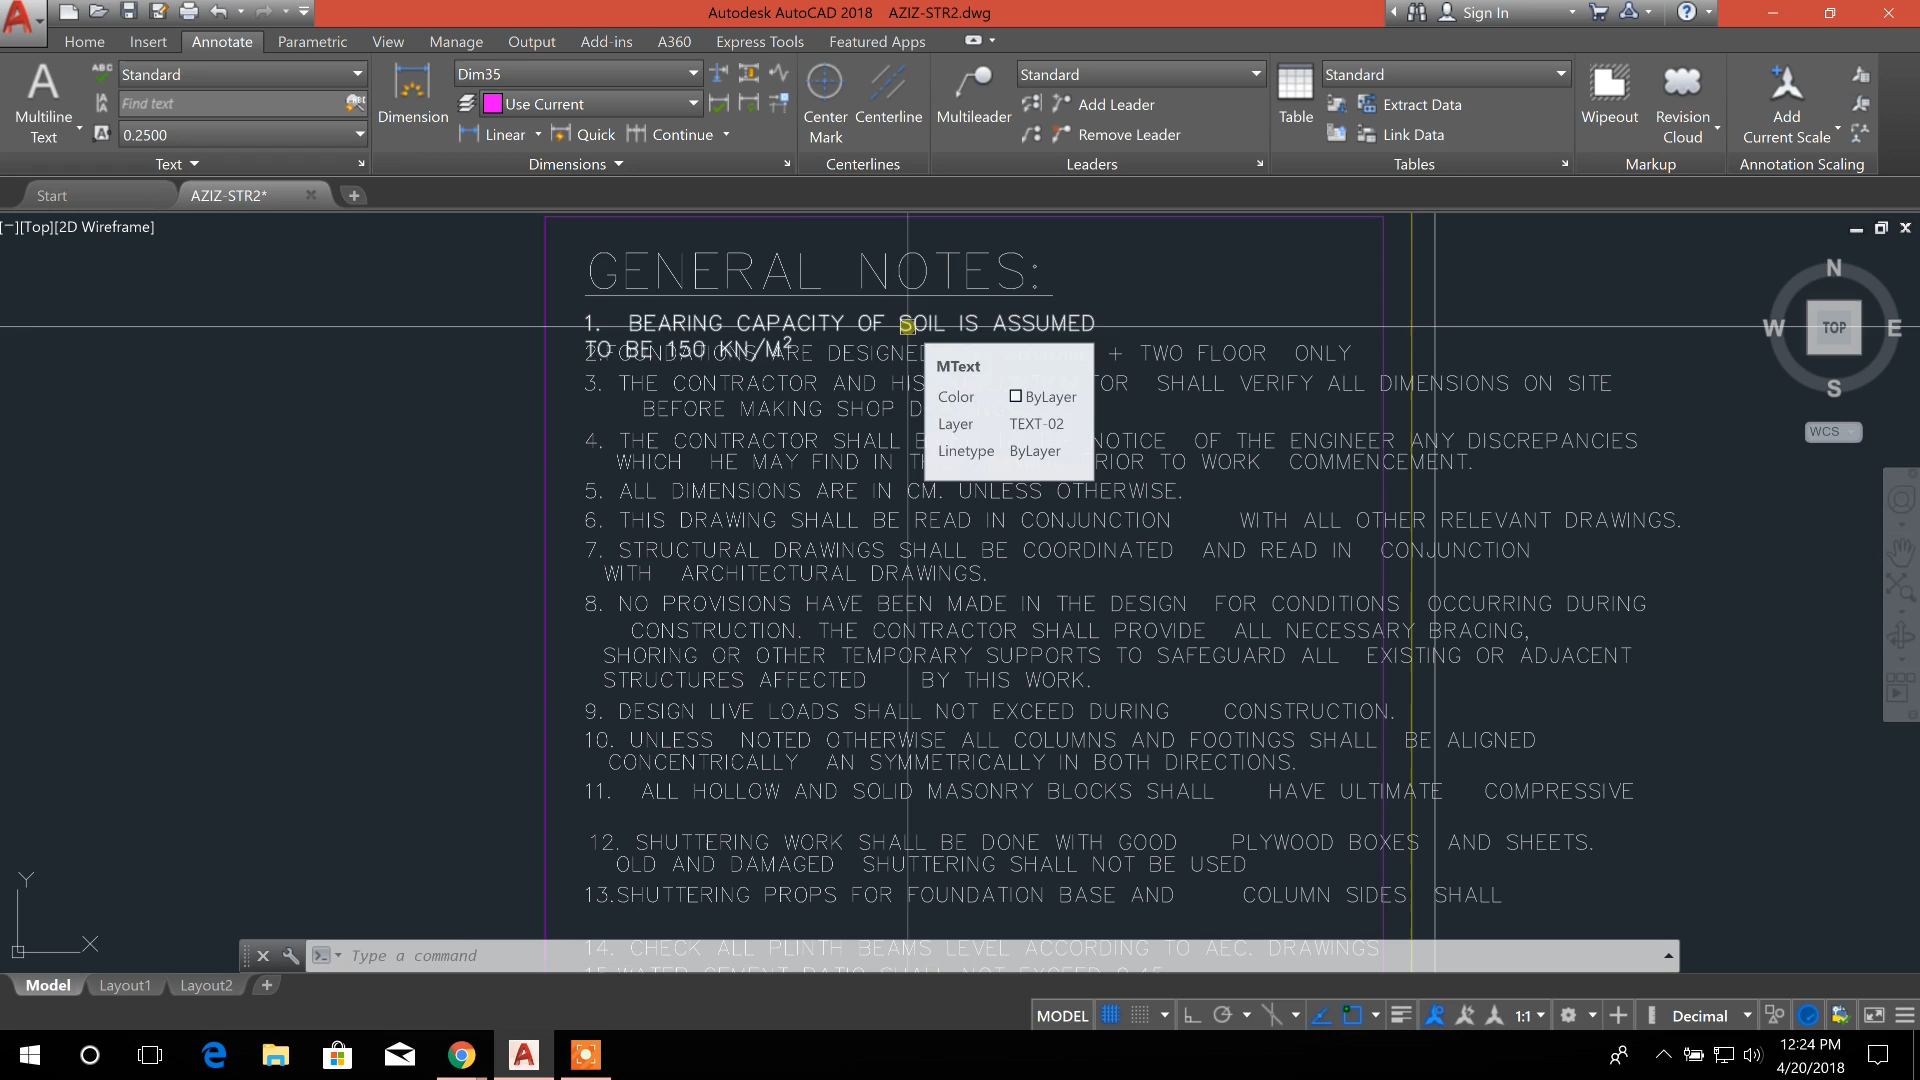 Autodesk AutoCAD 2018 AZIZ-STR2.dwg
Sign In
Home Insert Annotate Parametric View Manage Output Add-ins A360 Express Tools Featured Apps
Multiline Text
Standard
Find text
0.2500
Text
Dimension
Dim35
Use Current
Linear Quick Continue
Dimensions
Center Mark
Centerline
Centerlines
Multileader
Standard
Add Leader
Remove Leader
Leaders
Table
Standard
Extract Data
Link Data
Tables
Wipeout
Revision Cloud
Markup
Add Current Scale
Annotation Scaling
Start
AZIZ-STR2*
[−][Top][2D Wireframe]
N
W TOP E
S
WCS
GENERAL NOTES:
1. BEARING CAPACITY OF SOIL IS ASSUMED
TO BE 150 KN/M2
2.FOUNDATIONS ARE DESIGNED + TWO FLOOR ONLY
3. THE CONTRACTOR AND HIS SHALL VERIFY ALL DIMENSIONS ON SITE
BEFORE MAKING SHOP
4. THE CONTRACTOR SHALL NOTICE OF THE ENGINEER ANY DISCREPANCIES
WHICH HE MAY FIND IN PRIOR TO WORK COMMENCEMENT.
MText
Color ByLayer
Layer TEXT-02
Linetype ByLayer
5. ALL DIMENSIONS ARE IN CM. UNLESS OTHERWISE.
6. THIS DRAWING SHALL BE READ IN CONJUNCTION WITH ALL OTHER RELEVANT DRAWINGS.
7. STRUCTURAL DRAWINGS SHALL BE COORDINATED AND READ IN CONJUNCTION
WITH ARCHITECTURAL DRAWINGS.
8. NO PROVISIONS HAVE BEEN MADE IN THE DESIGN FOR CONDITIONS OCCURRING DURING
CONSTRUCTION. THE CONTRACTOR SHALL PROVIDE ALL NECESSARY BRACING,
SHORING OR OTHER TEMPORARY SUPPORTS TO SAFEGUARD ALL EXISTING OR ADJACENT
STRUCTURES AFFECTED BY THIS WORK.
9. DESIGN LIVE LOADS SHALL NOT EXCEED DURING CONSTRUCTION.
10. UNLESS NOTED OTHERWISE ALL COLUMNS AND FOOTINGS SHALL BE ALIGNED
CONCENTRICALLY AN SYMMETRICALLY IN BOTH DIRECTIONS.
11. ALL HOLLOW AND SOLID MASONRY BLOCKS SHALL HAVE ULTIMATE COMPRESSIVE
12. SHUTTERING WORK SHALL BE DONE WITH GOOD PLYWOOD BOXES AND SHEETS.
OLD AND DAMAGED SHUTTERING SHALL NOT BE USED
13.SHUTTERING PROPS FOR FOUNDATION BASE AND COLUMN SIDES SHALL
14. CHECK ALL PLINTH BEAMS LEVEL ACCORDING TO AEC. DRAWINGS
Y
X
Type a command
Model Layout1 Layout2
MODEL 1:1 Decimal
12:24 PM
4/20/2018